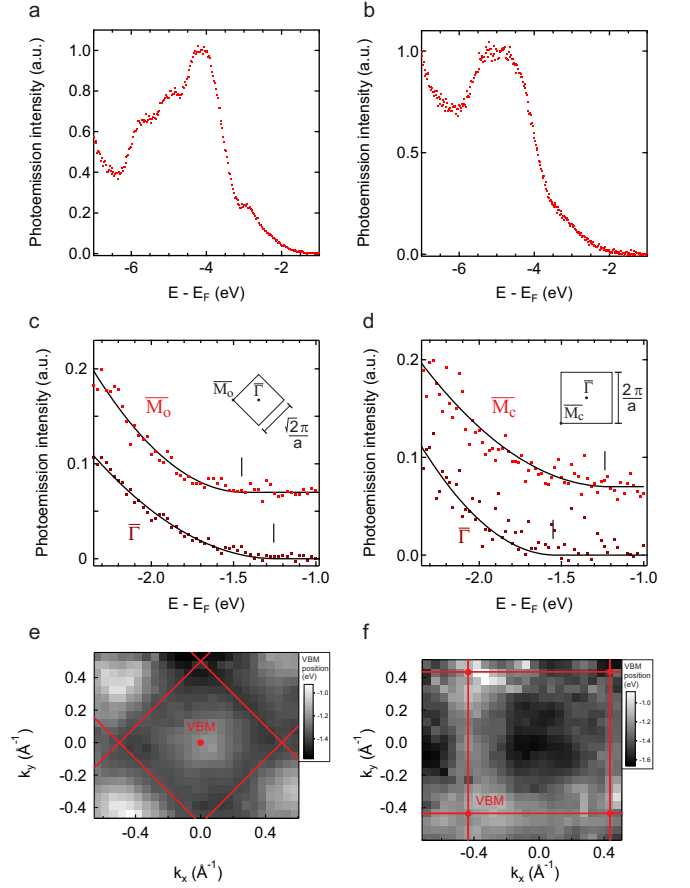 a
Photoemission intensity (a.u.)
1.0
0.8
0.6
0.4
0.2
0.0
-6
-4
-2
E - E_F (eV)
b
Photoemission intensity (a.u.)
1.0
0.5
0.0
-6
-4
-2
E - E_F (eV)
c
Photoemission intensity (a.u.)
0.2
0.1
0
M̅_o
Γ̅
M̅_o
Γ̅
√2π
a
-2.0
-1.5
-1.0
E - E_F (eV)
d
Photoemission intensity (a.u.)
0.2
0.1
0.0
M̅_c
Γ̅
Γ̅
M̅_c
2π
a
-2.0
-1.5
-1.0
E - E_F (eV)
e
k_y (Å⁻¹)
0.4
0.2
0.0
-0.2
-0.4
VBM
VBM
position
(eV)
-1.0
-1.4
-0.4
0.0
0.4
k_x (Å⁻¹)
f
k_y (Å⁻¹)
0.4
0.2
0.0
-0.2
-0.4
VBM
VBM
position
(eV)
-1.0
-1.2
-1.4
-1.6
-0.4
0.0
0.4
k_x (Å⁻¹)